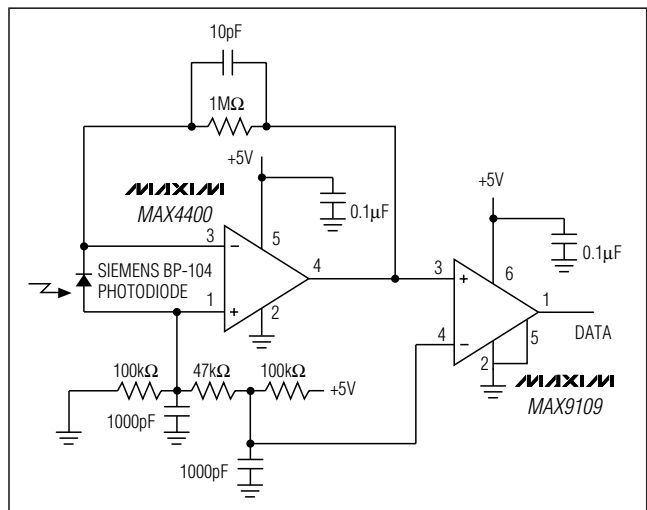 10pF
1MΩ
+5V
MAXIM
MAX4400
0.1µF
+5V
0.1µF
3
−
5
4
SIEMENS BP-104
PHOTODIODE
1
+
2
3
+
6
1
4
−
5
2
DATA
MAXIM
MAX9109
100kΩ
47kΩ
100kΩ
+5V
1000pF
1000pF